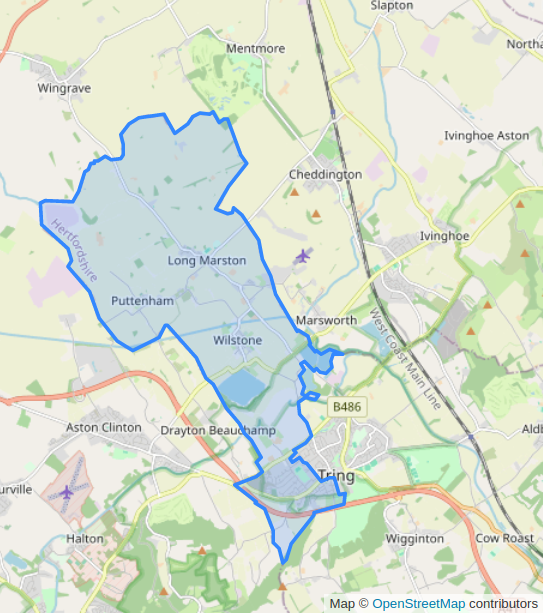 Slapton
Northa
Mentmore
Wingrave
Ivinghoe Aston
Cheddington
Ivinghoe
Hertfordshire
Long Marston
Puttenham
Marsworth
West Coast Main Line
Wilstone
B486
Aston Clinton
Drayton Beauchamp
Aldb
Tring
urville
Halton
Wigginton
Cow Roast
Map © OpenStreetMap contributors